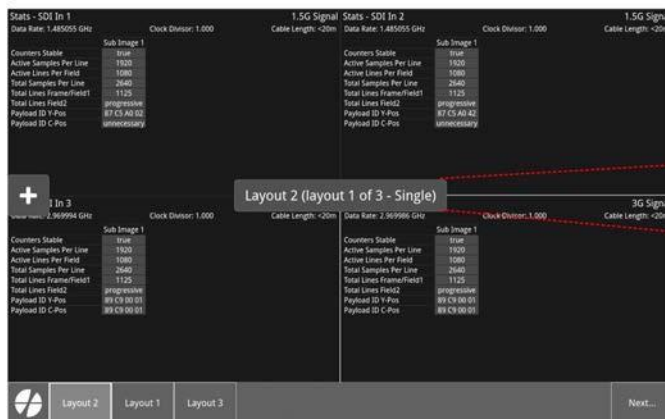 Stats - SDI In 1 1.5G Signal Stats - SDI In 2 1.5G Sign
Data Rate: 1.485055 GHz Clock Divisor: 1.000 Cable Length: <20m Data Rate: 1.485055 GHz Clock Divisor: 1.000 Cable Length: <20m
Sub Image 1 Sub Image 1
Counters Stable true Counters Stable true
Active Samples Per Line 1920 Active Samples Per Line 1920
Active Lines Per Field 1080 Active Lines Per Field 1080
Total Samples Per Line 2640 Total Samples Per Line 2640
Total Lines Frame/Field1 1125 Total Lines Frame/Field1 1125
Total Lines Field2 progressive Total Lines Field2 progressive
Payload ID Y-Pos 87 C5 A0 02 Payload ID Y-Pos 87 C5 A0 42
Payload ID C-Pos unnecessary Payload ID C-Pos unnecessary
Layout 2 (layout 1 of 3 - Single)
I In 3 3G Signa
2.969994 GHz Clock Divisor: 1.000 Cable Length: <20m Data Rate: 2.969986 GHz Clock Divisor: 1.000 Cable Length: <20m
Sub Image 1 Sub Image 1
Counters Stable true Counters Stable true
Active Samples Per Line 1920 Active Samples Per Line 1920
Active Lines Per Field 1080 Active Lines Per Field 1080
Total Samples Per Line 2640 Total Samples Per Line 2640
Total Lines Frame/Field1 1125 Total Lines Frame/Field1 1125
Total Lines Field2 progressive Total Lines Field2 progressive
Payload ID Y-Pos 89 C9 00 01 Payload ID Y-Pos 89 C9 00 01
Payload ID C-Pos 89 C9 00 01 Payload ID C-Pos 89 C9 00 01
Layout 2 Layout 1 Layout 3 Next...